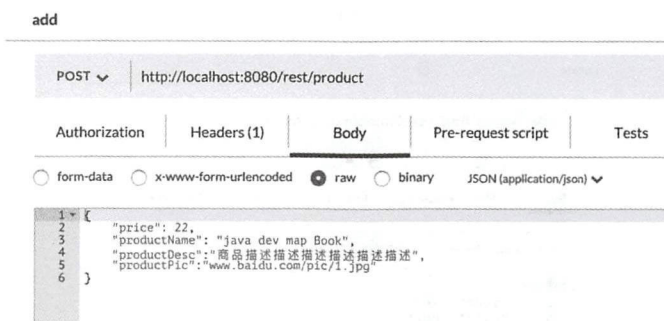 add
POST http://localhost:8080/rest/product
Authorization Headers (1) Body Pre-request script Tests
form-data x-www-form-urlencoded raw binary JSON (application/json)
1 {
2 "price": 22,
3 "productName": "java dev map Book",
4 "productDesc":"商品描述描述描述描述描述描述",
5 "productPic":"www.baidu.com/pic/1.jpg"
6 }